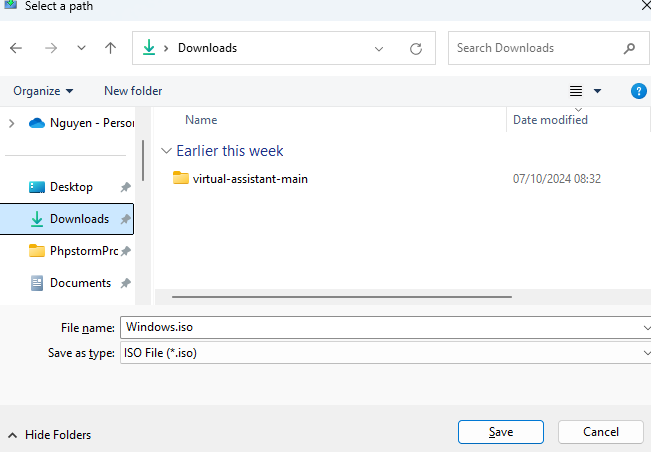 Select a path
Downloads
Search Downloads
Organize
New folder
Nguyen - Persor
Desktop
Downloads
PhpstormPrc
Documents
Name
Date modified
Earlier this week
virtual-assistant-main
07/10/2024 08:32
File name:
Windows.iso
Save as type:
ISO File (*.iso)
Hide Folders
Save
Cancel